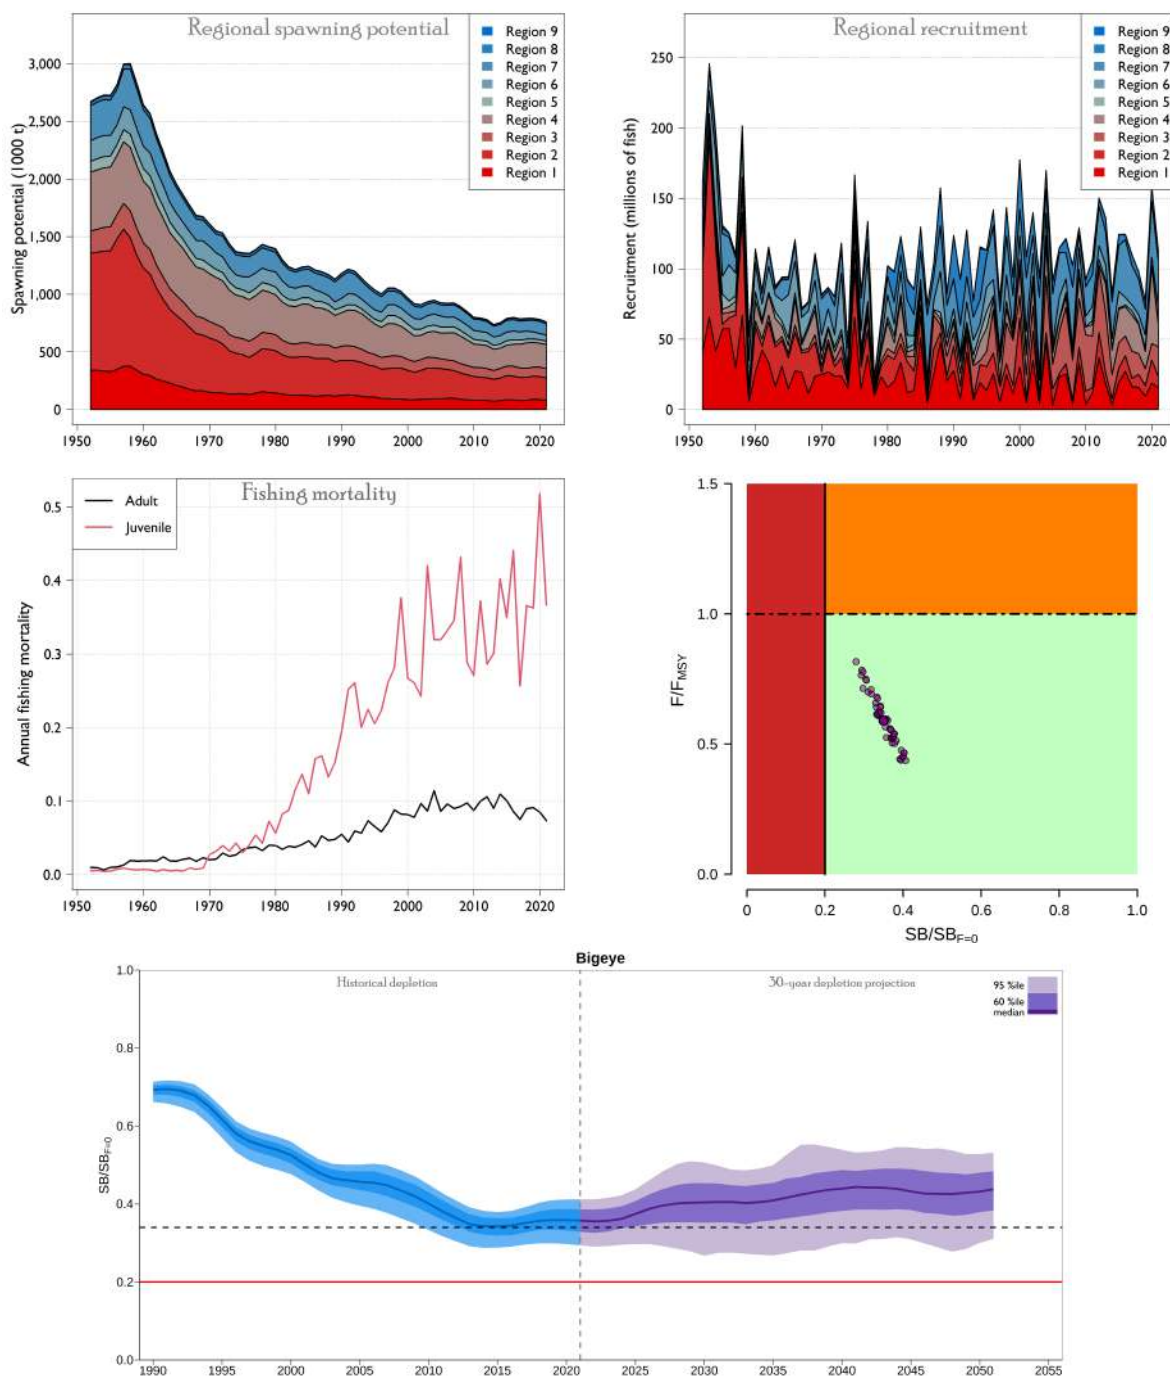 Regional spawning potential
Region 9
Region 8
Region 7
Region 6
Region 5
Region 4
Region 3
Region 2
Region 1
Spawning potential (1000 t)
3,000
2,500
2,000
1,500
1,000
500
0
1950 1960 1970 1980 1990 2000 2010 2020
Regional recruitment
Region 9
Region 8
Region 7
Region 6
Region 5
Region 4
Region 3
Region 2
Region 1
Recruitment (millions of fish)
250
200
150
100
50
0
1950 1960 1970 1980 1990 2000 2010 2020
Fishing mortality
Adult
Juvenile
Annual fishing mortality
0.5
0.4
0.3
0.2
0.1
0.0
1950 1960 1970 1980 1990 2000 2010 2020
F/FMSY
1.5
1.0
0.5
0.0
0 0.2 0.4 0.6 0.8 1.0
SB/SBF=0
Bigeye
Historical depletion
30-year depletion projection
95 %ile
60 %ile
median
SB/SBF=0
1.0
0.8
0.6
0.4
0.2
0.0
1990 1995 2000 2005 2010 2015 2020 2025 2030 2035 2040 2045 2050 2055